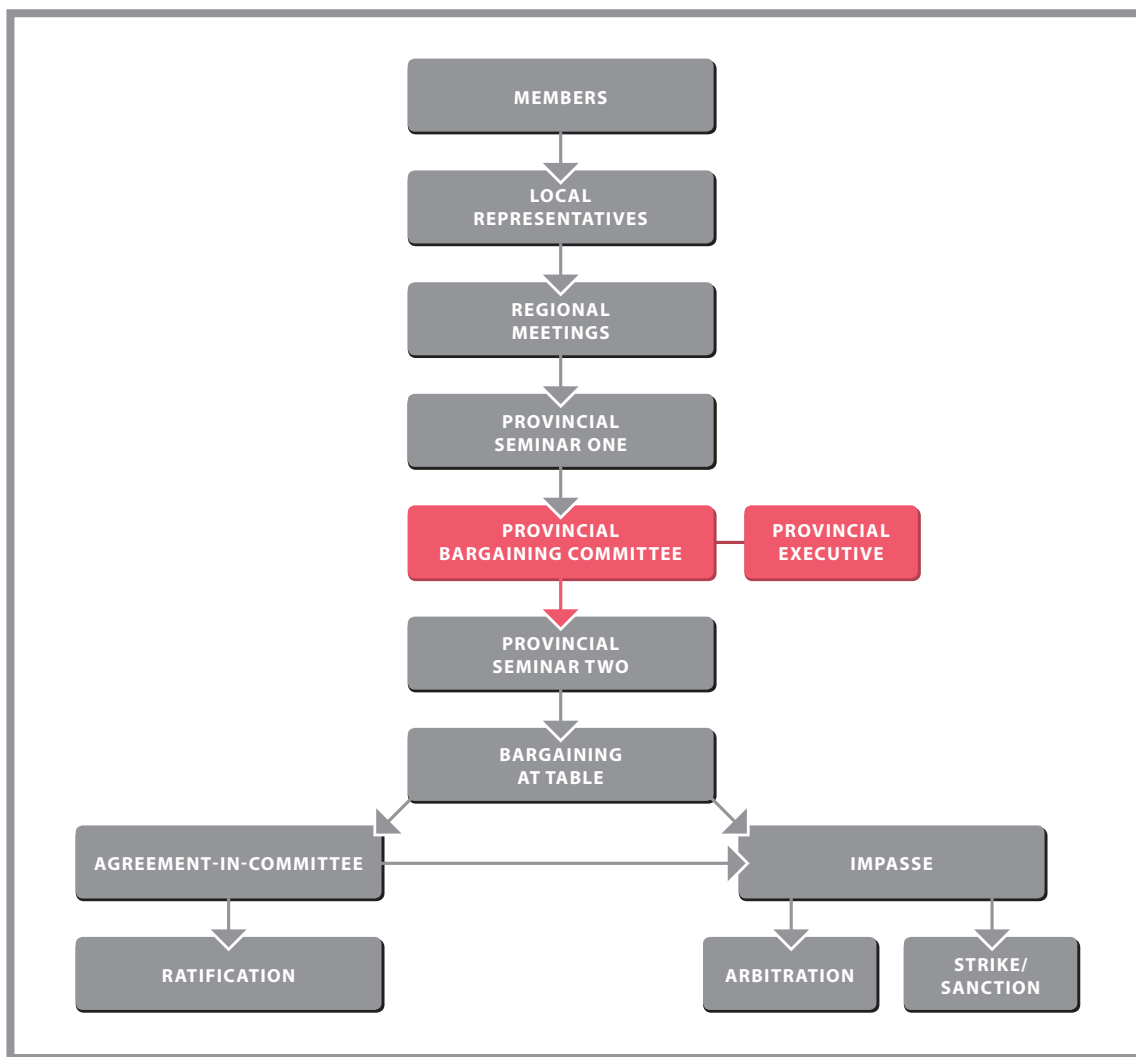 MEMBERS
LOCAL
REPRESENTATIVES
REGIONAL
MEETINGS
PROVINCIAL
SEMINAR ONE
PROVINCIAL
BARGAINING COMMITTEE
PROVINCIAL
EXECUTIVE
PROVINCIAL
SEMINAR TWO
BARGAINING
AT TABLE
AGREEMENT-IN-COMMITTEE
IMPASSE
RATIFICATION
ARBITRATION
STRIKE/
SANCTION